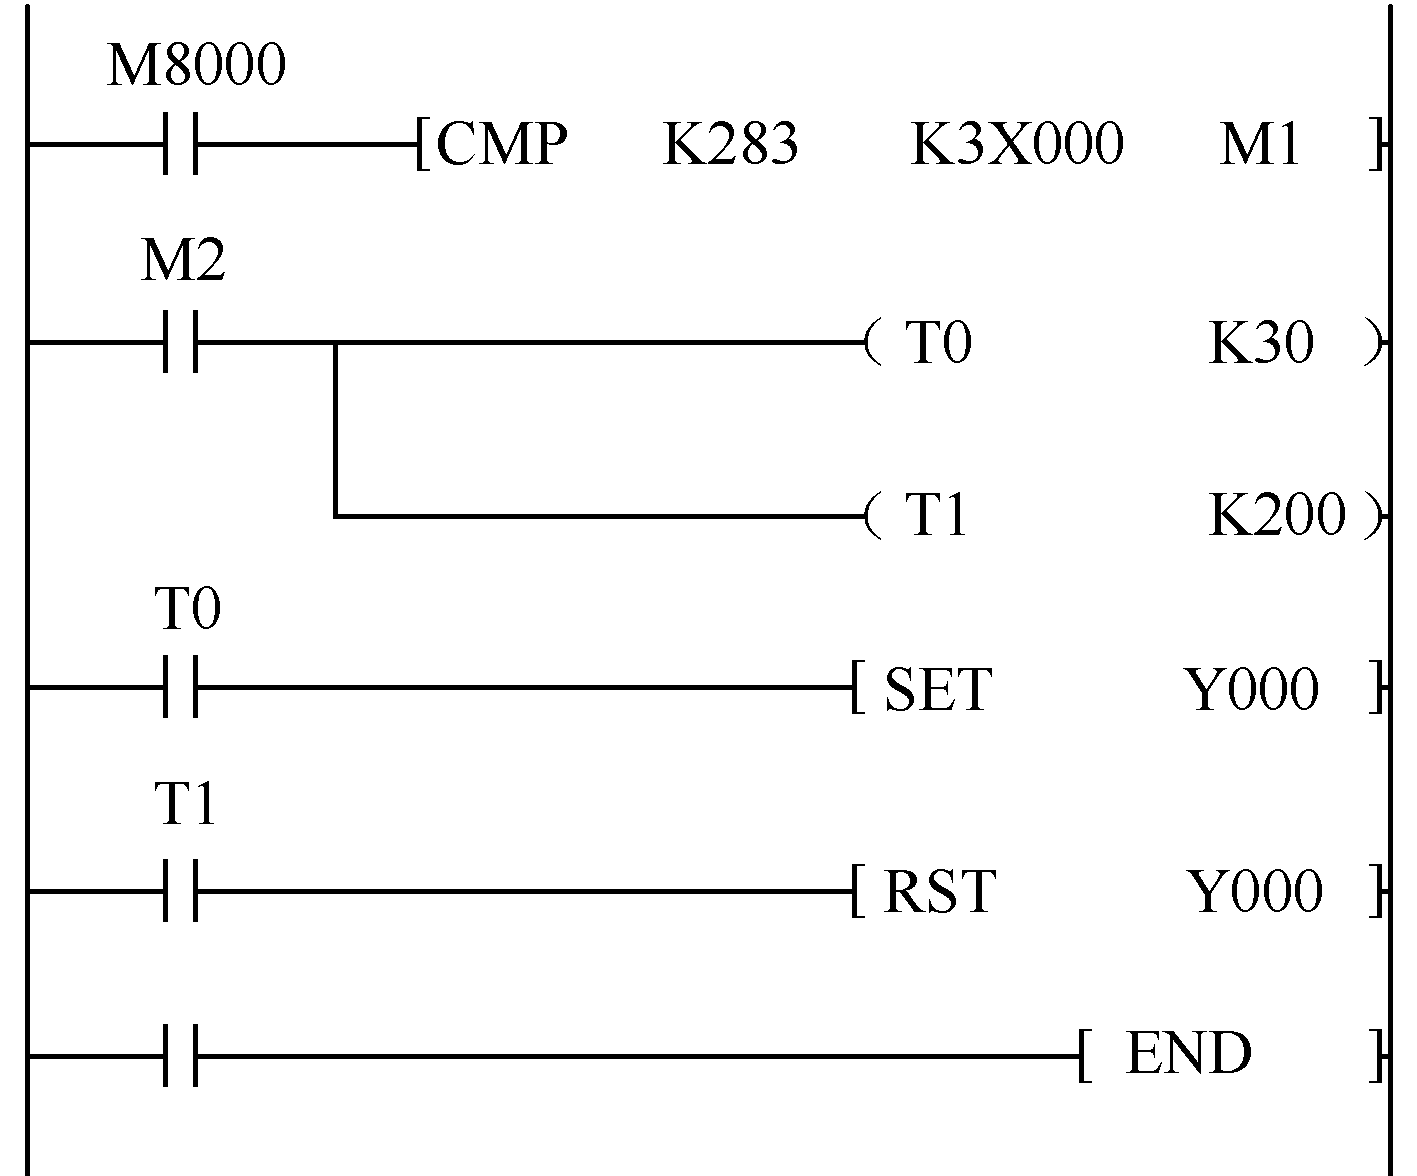 M8000
[CMP K283 K3X000 M1 ]
M2
( T0 K30 )
( T1 K200 )
T0
[ SET Y000 ]
T1
[ RST Y000 ]
[ END ]